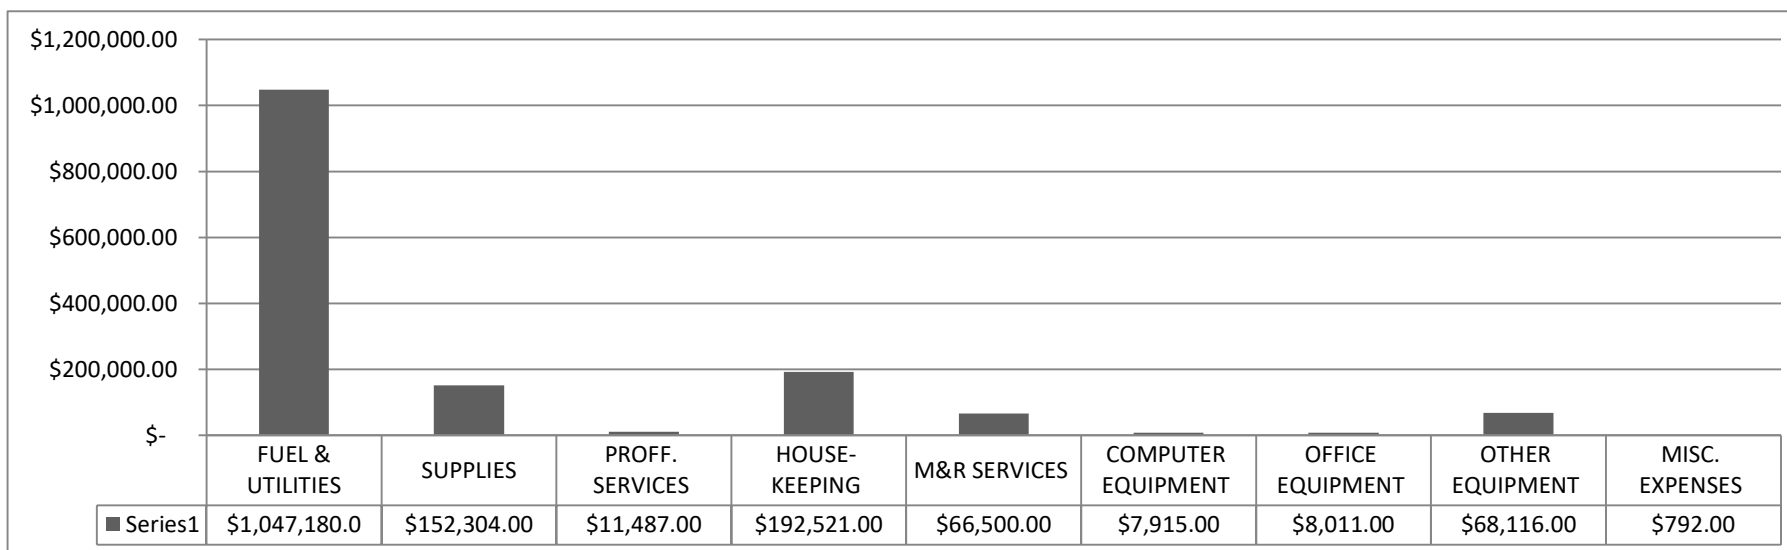 $1,200,000.00
$1,000,000.00
$800,000.00
$600,000.00
$400,000.00
$200,000.00
$-
FUEL &
UTILITIES
SUPPLIES
PROFF.
SERVICES
HOUSE-
KEEPING
M&R SERVICES
COMPUTER
EQUIPMENT
OFFICE
EQUIPMENT
OTHER
EQUIPMENT
MISC.
EXPENSES
Series1 $1,047,180.0 $152,304.00 $11,487.00 $192,521.00 $66,500.00 $7,915.00 $8,011.00 $68,116.00 $792.00